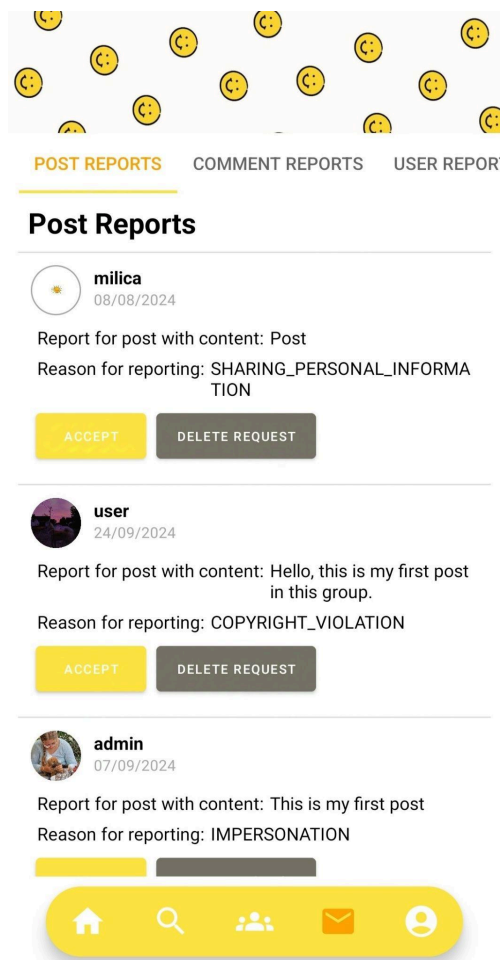 POST REPORTS COMMENT REPORTS USER REPOR
Post Reports
milica
08/08/2024
Report for post with content: Post
Reason for reporting: SHARING_PERSONAL_INFORMA
TION
ACCEPT DELETE REQUEST
user
24/09/2024
Report for post with content: Hello, this is my first post
in this group.
Reason for reporting: COPYRIGHT_VIOLATION
ACCEPT DELETE REQUEST
admin
07/09/2024
Report for post with content: This is my first post
Reason for reporting: IMPERSONATION